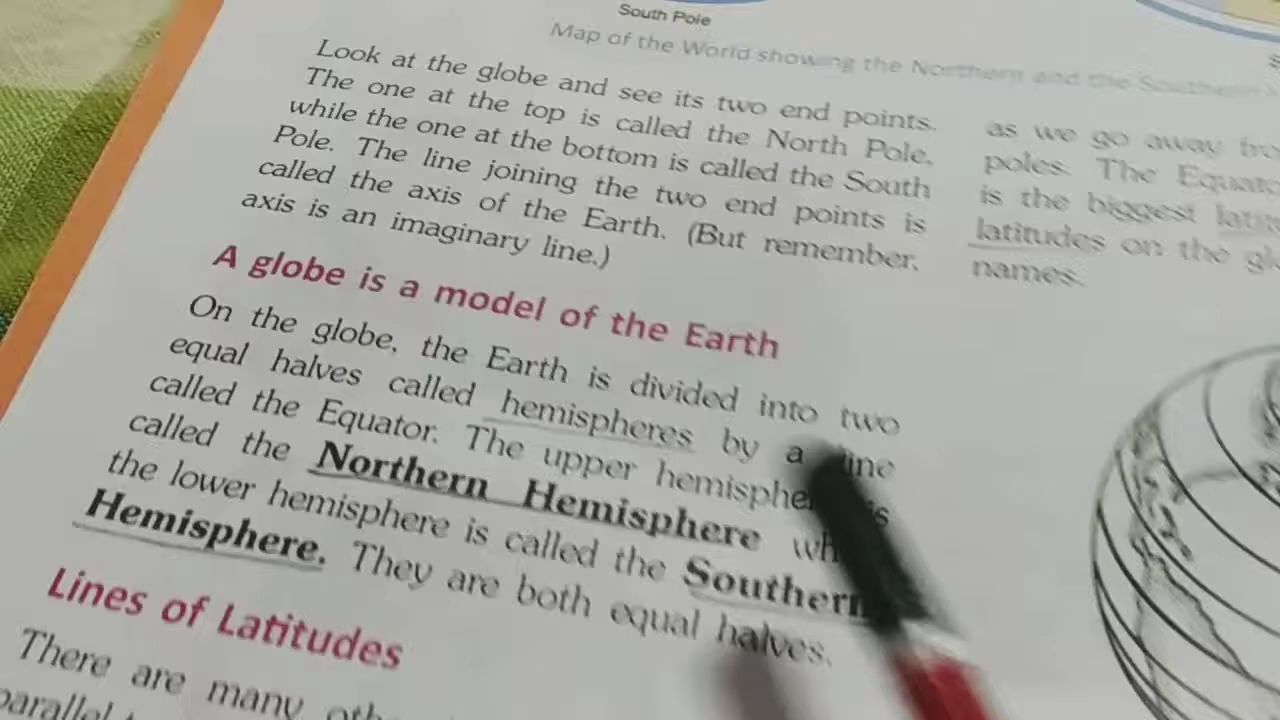 South Pole
Map of the World showing the Northern and the Southern
Look at the globe and see its two end points.
The one at the top is called the North Pole,
while the one at the bottom is called the South
Pole. The line joining the two end points is
called the axis of the Earth. (But remember,
axis is an imaginary line.)
A globe is a model of the Earth
On the globe, the Earth is divided into two
equal halves called hemispheres by a line
called the Equator. The upper hemisphere is
called the Northern Hemisphere
the lower hemisphere is called the Southern
Hemisphere. They are both equal halves.
Lines of Latitudes
There are many
parallel
as we go away
poles. The
is the biggest
latitudes on the
names.